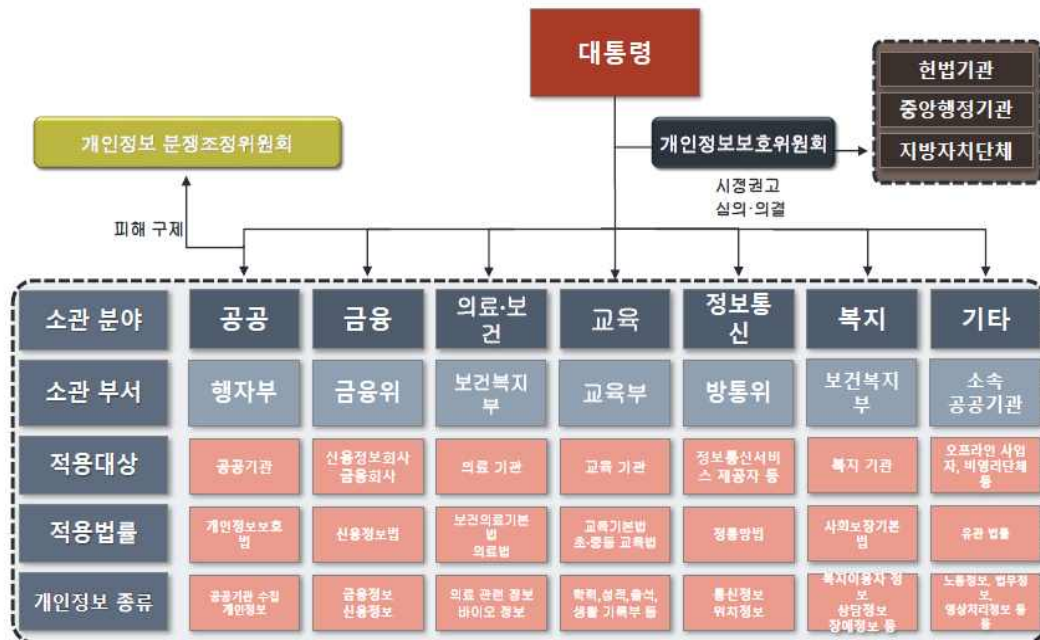 대통령
헌법기관
중앙행정기관
지방자치단체
개인정보 분쟁조정위원회
개인정보보호위원회
시정권고
심의·의결
피해 구제
소관 분야
공공
금융
의료·보
건
교육
정보통
신
복지
기타
소관 부서
행자부
금융위
보건복지
부
교육부
방통위
보건복지
부
소속
공공기관
적용대상
공공기관
신용정보회사
금융회사
의료 기관
교육 기관
정보통신서비
스 제공자 등
복지 기관
오프라인 사업
자, 비영리단체
등
적용법률
개인정보보호
법
신용정보법
보건의료기본
법
의료법
교육기본법
초·중등 교육법
정통망법
사회보장기본
법
유관 법률
개인정보 종류
공공기관 수집
개인정보
금융정보
신용정보
의료 관련 정보
바이오 정보
학력,성적,출석,
생활 기록부 등
통신정보
위치정보
복지이용자 정
보
상담정보
장애정보 등
노동정보, 법무정
보,
영상처리정보 등
등